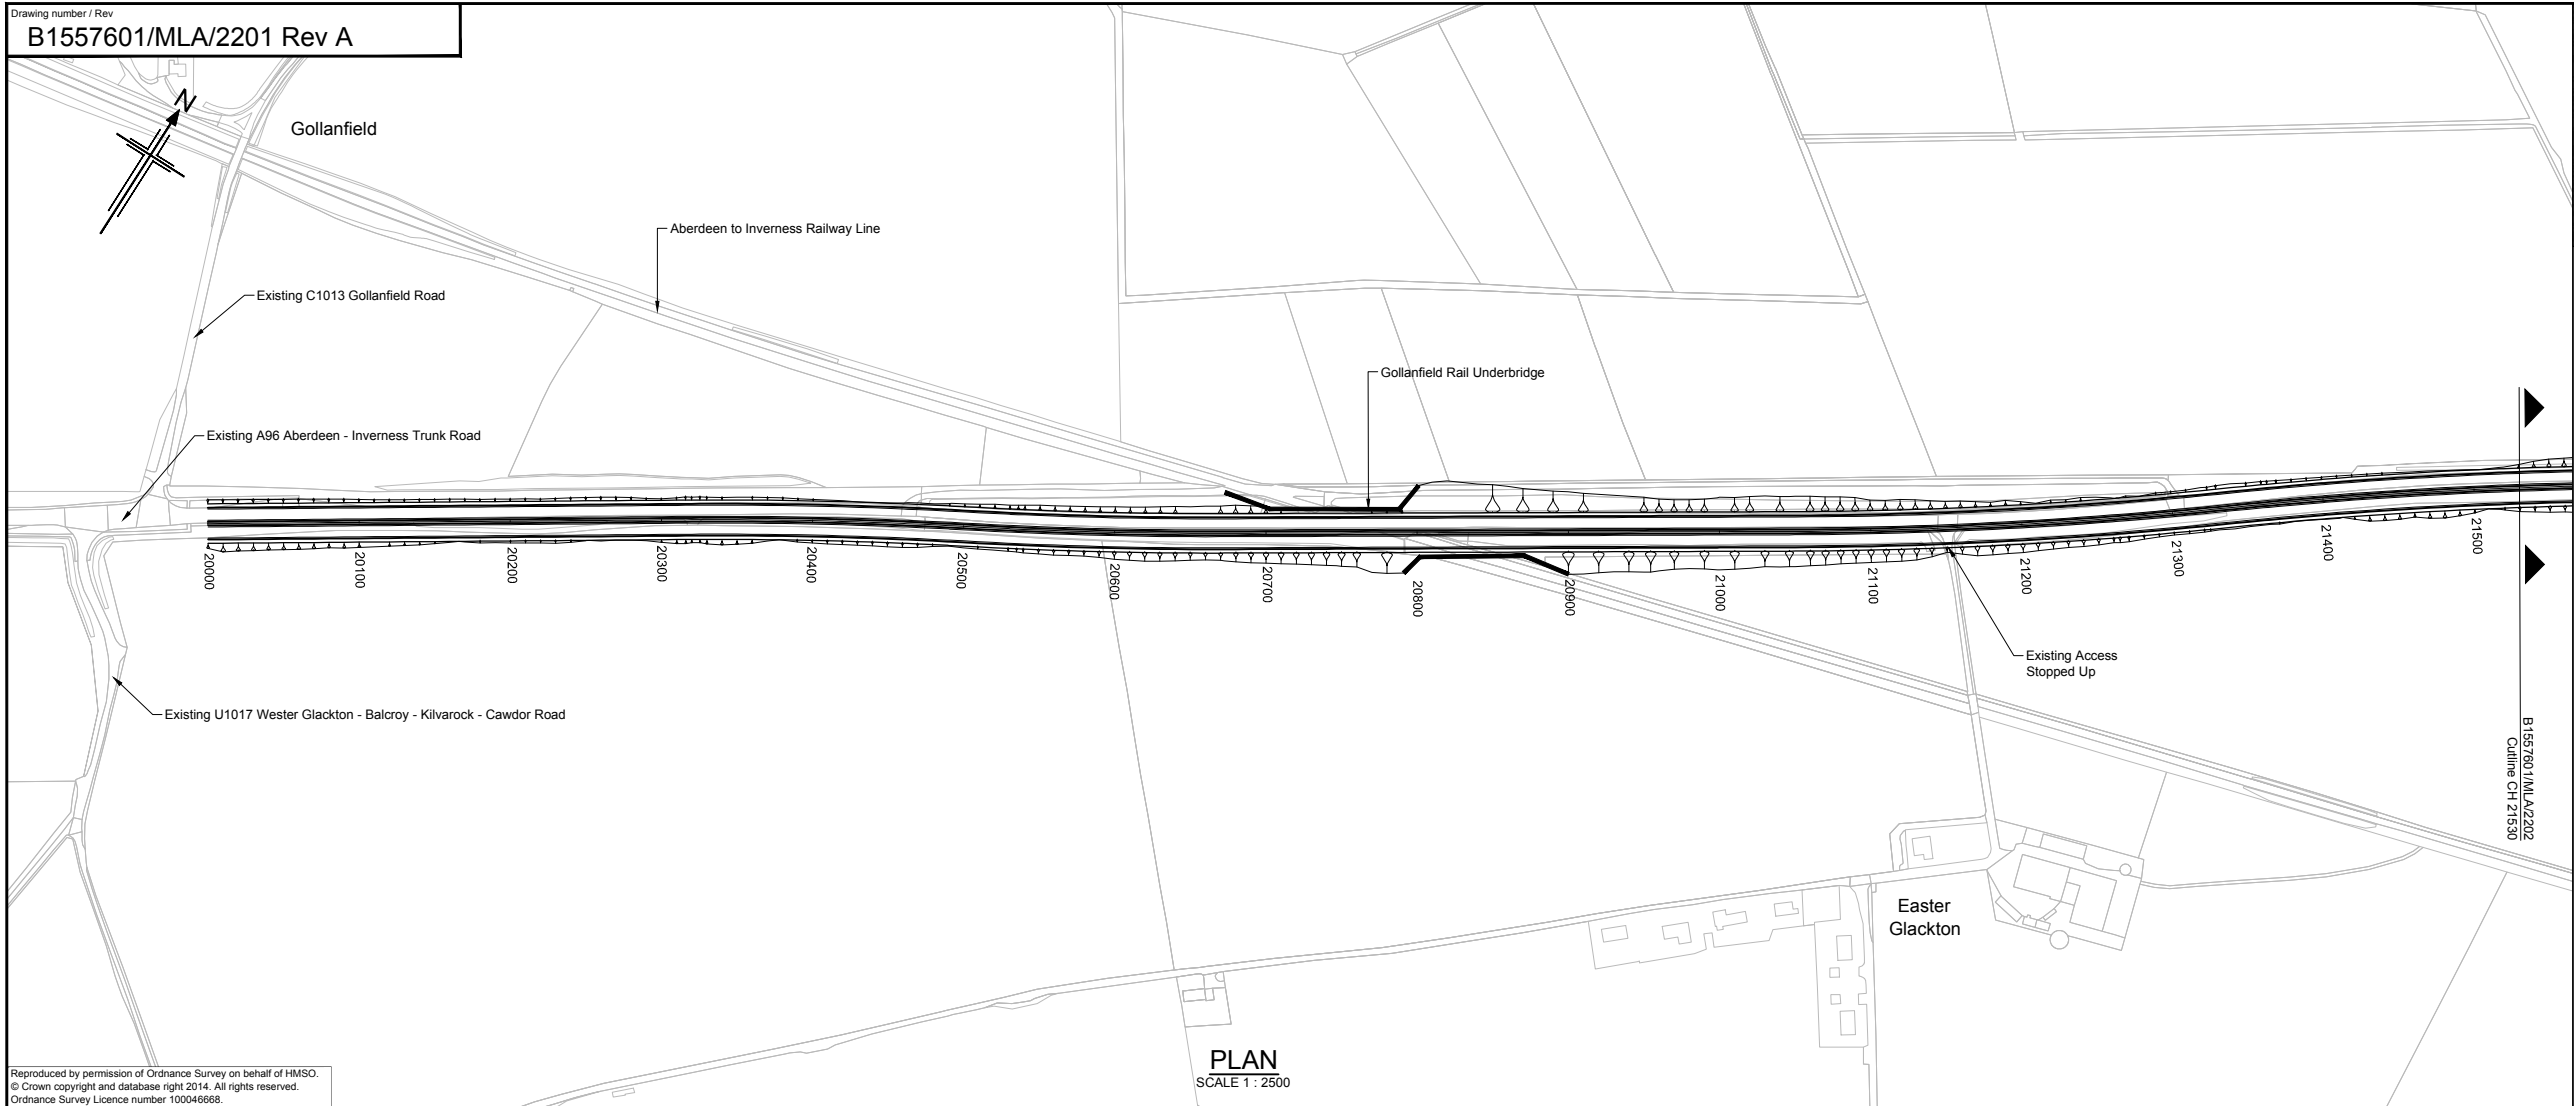 Drawing number / Rev
B1557601/MLA/2201 Rev A
N
Gollanfield
Aberdeen to Inverness Railway Line
Existing C1013 Gollanfield Road
Gollanfield Rail Underbridge
Existing A96 Aberdeen - Inverness Trunk Road
20000
20100
20200
20300
20400
20500
20600
20700
20800
20900
21000
21100
21200
21300
21400
21500
Existing Access
Stopped Up
Existing U1017 Wester Glackton - Balcroy - Kilvarock - Cawdor Road
B1557601/MLA/2202
Cutline CH 21530
Easter
Glackton
PLAN
SCALE 1 : 2500
Reproduced by permission of Ordnance Survey on behalf of HMSO.
© Crown copyright and database right 2014. All rights reserved.
Ordnance Survey Licence number 100046668.